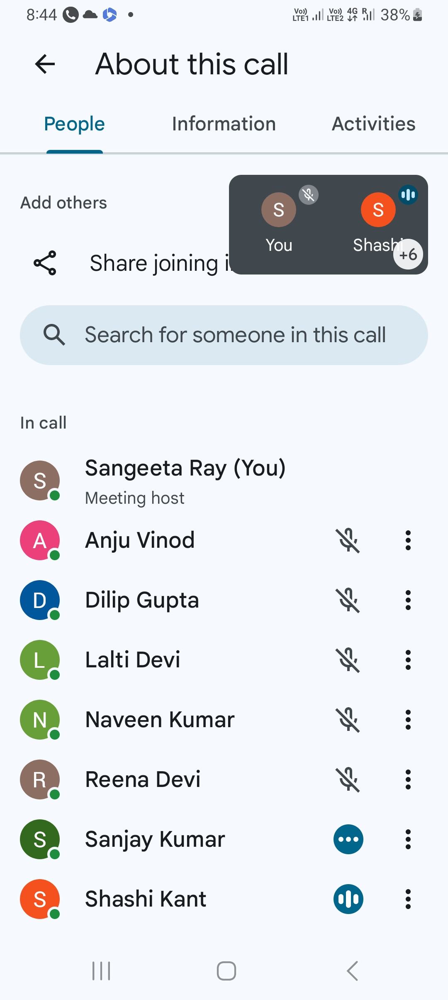 8:44
Vo)) LTE1 Vo)) LTE2 4G R 38%
About this call
People Information Activities
Add others
S S
You Shashi
+6
Share joining i
Search for someone in this call
In call
S Sangeeta Ray (You)
Meeting host
A Anju Vinod
D Dilip Gupta
L Lalti Devi
N Naveen Kumar
R Reena Devi
S Sanjay Kumar
S Shashi Kant